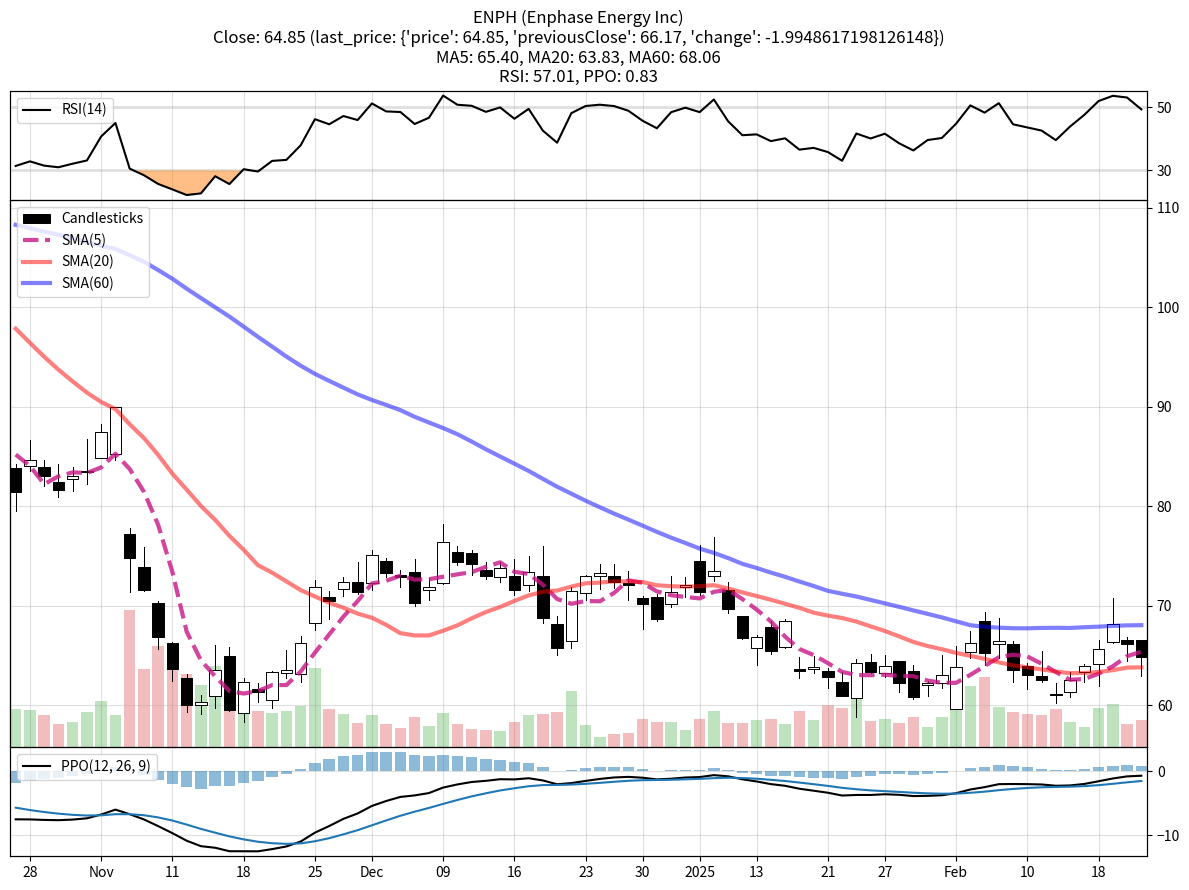 ENPH (Enphase Energy Inc)
Close: 64.85 (last_price: {'price': 64.85, 'previousClose': 66.17, 'change': -1.9948617198126148})
MA5: 65.40, MA20: 63.83, MA60: 68.06
RSI: 57.01, PPO: 0.83
RSI(14)
50
30
Candlesticks
SMA(5)
SMA(20)
SMA(60)
110
100
90
80
70
60
PPO(12, 26, 9)
0
−10
28 Nov 11 18 25 Dec 09 16 23 30 2025 13 21 27 Feb 10 18